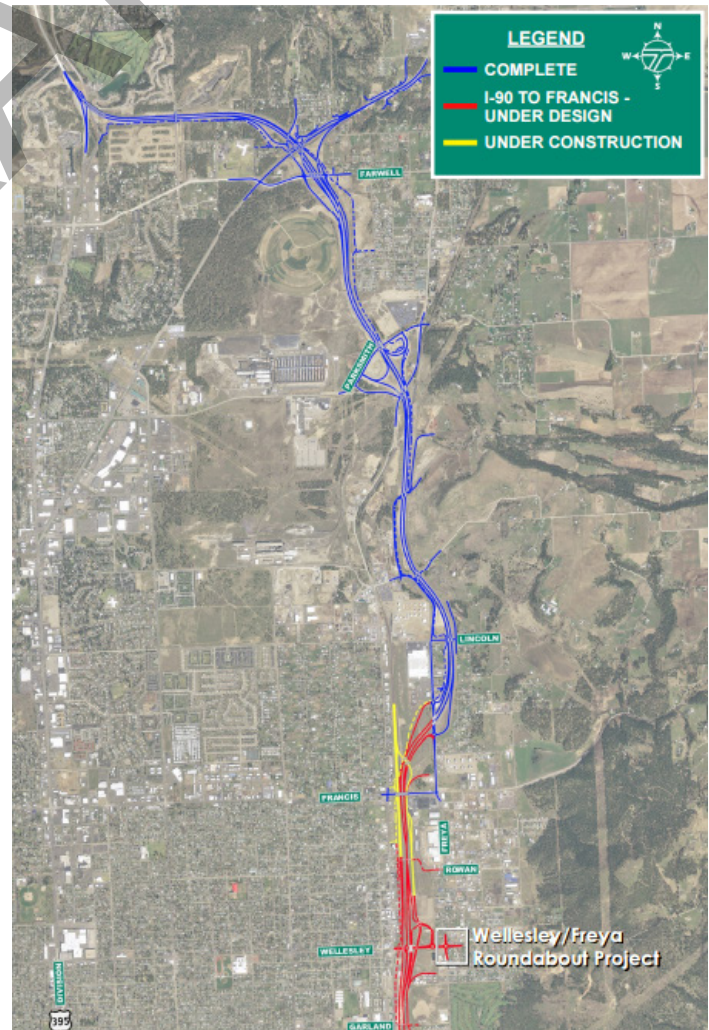 LEGEND
N
W E
S
COMPLETE
I-90 TO FRANCIS -
UNDER DESIGN
UNDER CONSTRUCTION
FARWELL
PARKSMITH
LINCOLN
FRANCIS
FREYA
ROWAN
WELLESLEY
Wellesley/Freya
Roundabout Project
DIVISION
395
GARLAND